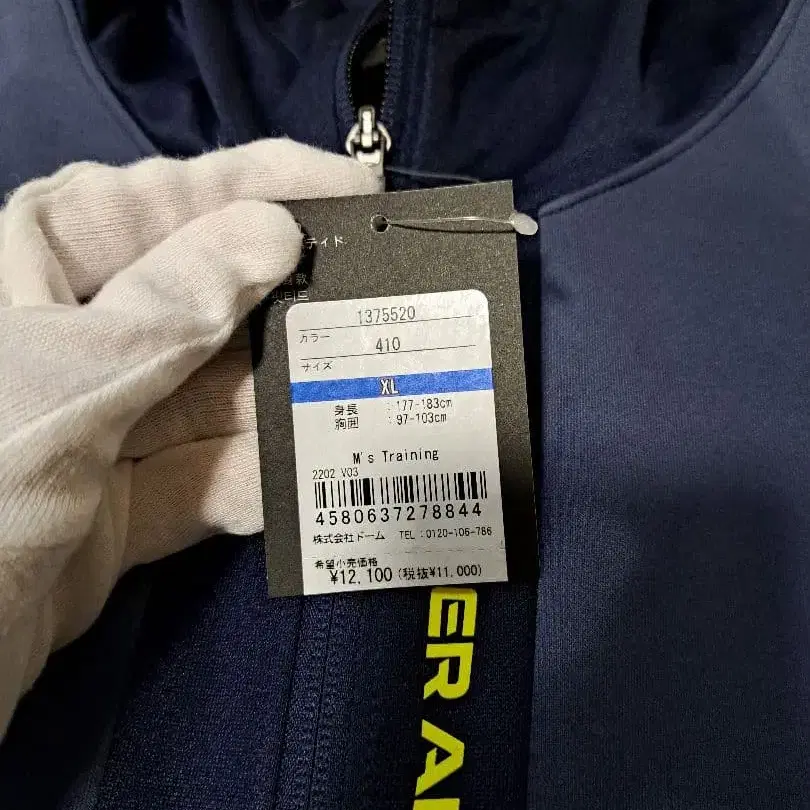 ティド
1375520
カラー
410
サイズ
XL
身長 :177-183cm
胸囲 :97-103cm
M's Training
2202 V03
4580637278844
株式会社ドーム TEL:0120-106-786
希望小売価格
¥12,100(税抜¥11,000)
ER A